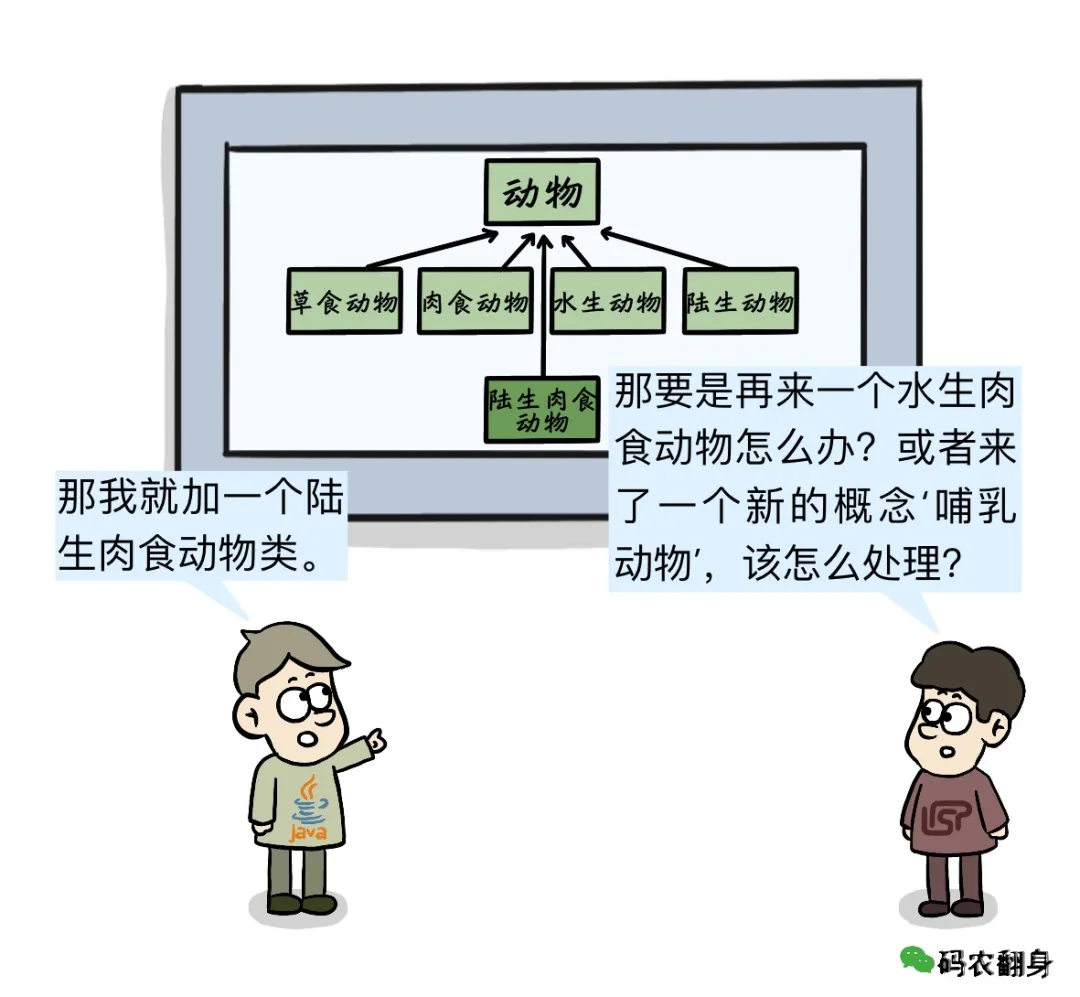 动物
草食动物
肉食动物
水生动物
陆生动物
陆生肉食
动物
那要是再来一个水生肉
食动物怎么办？或者来
了一个新的概念‘哺乳
动物’，该怎么处理？
那我就加一个陆
生肉食动物类。
java
LISP
码农翻身